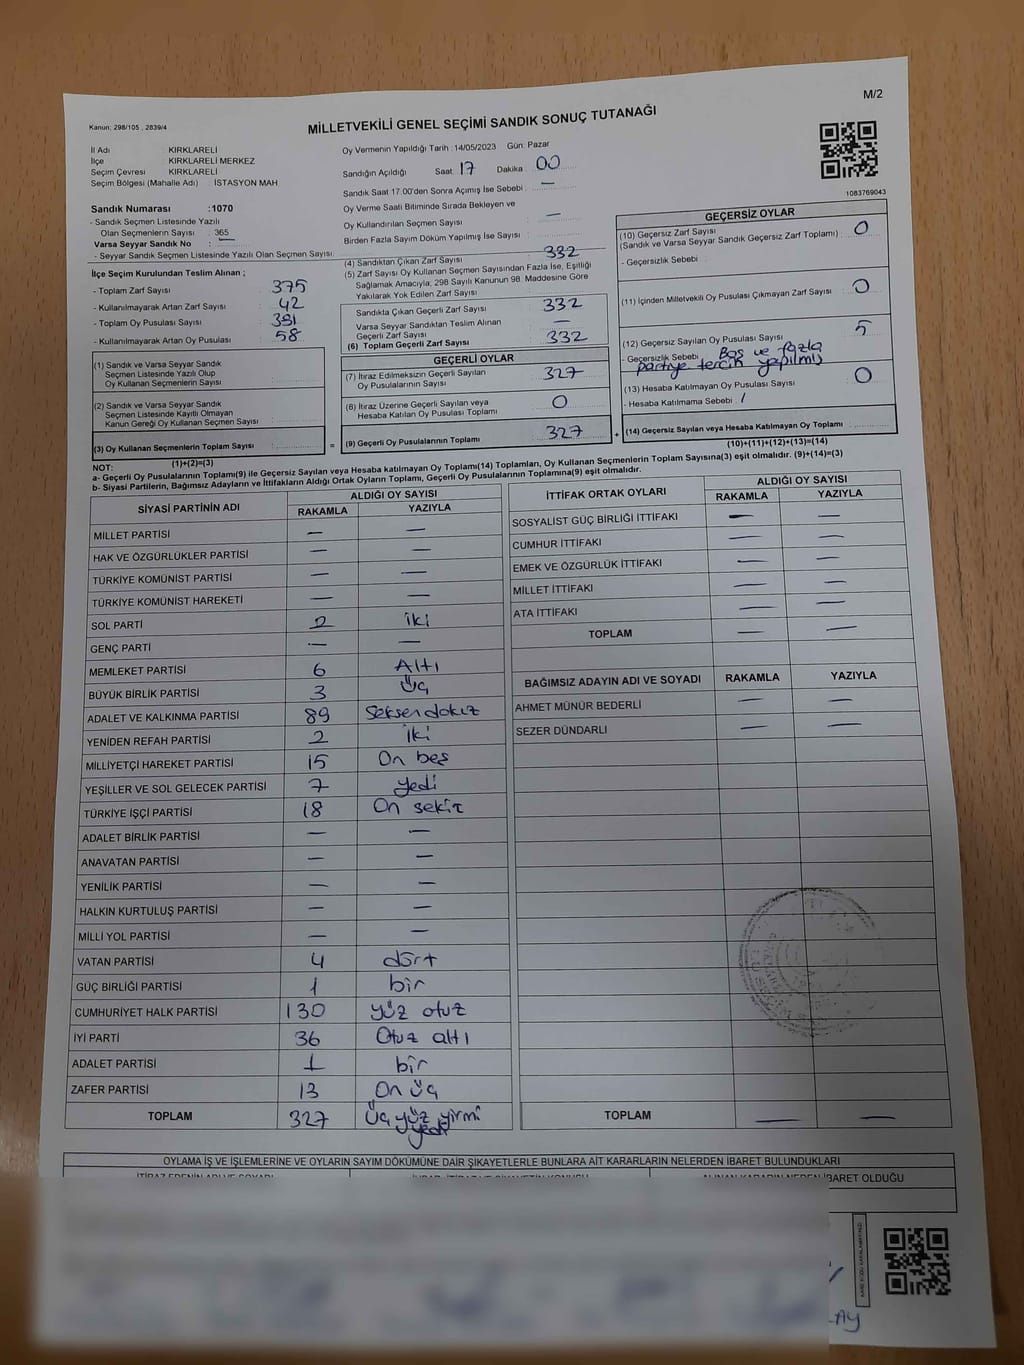 M/2
Kanun: 298/105 , 2839/4
MİLLETVEKİLİ GENEL SEÇİMİ SANDIK SONUÇ TUTANAĞI
İl Adı : KIRKLARELİ
İlçe : KIRKLARELİ MERKEZ
Seçim Çevresi : KIRKLARELİ
Seçim Bölgesi (Mahalle Adı) : İSTASYON MAH
Sandık Numarası :1070
- Sandık Seçmen Listesinde Yazılı
Olan Seçmenlerin Sayısı : 365
Varsa Seyyar Sandık No : —
- Seyyar Sandık Seçmen Listesinde Yazılı Olan Seçmen Sayısı:
Oy Vermenin Yapıldığı Tarih :14/05/2023 Gün: Pazar
Sandığın Açıldığı Saat: 17 Dakika: 00
Sandık Saat 17.00'den Sonra Açımış İse Sebebi : —
Oy Verme Saati Bitiminde Sırada Bekleyen ve
Oy Kullandırılan Seçmen Sayısı : —
Birden Fazla Sayım Döküm Yapılmış İse Sayısı :
1083769043
İlçe Seçim Kurulundan Teslim Alınan ;
- Toplam Zarf Sayısı : 375
- Kullanılmayarak Artan Zarf Sayısı : 42
- Toplam Oy Pusulası Sayısı : 391
- Kullanılmayarak Artan Oy Pusulası : 58
(4) Sandıktan Çıkan Zarf Sayısı : 332
(5) Zarf Sayısı Oy Kullanan Seçmen Sayısından Fazla İse, Eşitliği
Sağlamak Amacıyla; 298 Sayılı Kanunun 98. Maddesine Göre
Yakılarak Yok Edilen Zarf Sayısı :
Sandıkta Çıkan Geçerli Zarf Sayısı : 332
Varsa Seyyar Sandıktan Teslim Alınan
Geçerli Zarf Sayısı : —
(6) Toplam Geçerli Zarf Sayısı : 332
GEÇERSİZ OYLAR
(10) Geçersiz Zarf Sayısı : 0
(Sandık ve Varsa Seyyar Sandık Geçersiz Zarf Toplamı)
- Geçersizlik Sebebi :
(11) İçinden Milletvekili Oy Pusulası Çıkmayan Zarf Sayısı : 0
(12) Geçersiz Sayılan Oy Pusulası Sayısı : 5
- Geçersizlik Sebebi : Boş ve fazla
partiye tercih yapılmış
(13) Hesaba Katılmayan Oy Pusulası Sayısı : 0
- Hesaba Katılmama Sebebi : /
(14) Geçersiz Sayılan veya Hesaba Katılmayan Oy Toplamı :
(10)+(11)+(12)+(13)=(14)
(1) Sandık ve Varsa Seyyar Sandık
Seçmen Listesinde Yazılı Olup
Oy Kullanan Seçmenlerin Sayısı :
(2) Sandık ve Varsa Seyyar Sandık
Seçmen Listesinde Kayıtlı Olmayan
Kanun Gereği Oy Kullanan Seçmen Sayısı :
(3) Oy Kullanan Seçmenlerin Toplam Sayısı :
(1)+(2)=(3)
GEÇERLİ OYLAR
(7) İtiraz Edilmeksizin Geçerli Sayılan
Oy Pusulalarının Sayısı : 327
(8) İtiraz Üzerine Geçerli Sayılan veya
Hesaba Katılan Oy Pusulası Toplamı : 0
(9) Geçerli Oy Pusulalarının Toplamı : 327
NOT:
a- Geçerli Oy Pusulalarının Toplamı(9) ile Geçersiz Sayılan veya Hesaba katılmayan Oy Toplamı(14) Toplamları, Oy Kullanan Seçmenlerin Toplam Sayısına(3) eşit olmalıdır. (9)+(14)=(3)
b- Siyasi Partilerin, Bağımsız Adayların ve İttifakların Aldığı Ortak Oyların Toplamı, Geçerli Oy Pusulalarının Toplamına(9) eşit olmalıdır.
SİYASİ PARTİNİN ADI ALDIĞI OY SAYISI
RAKAMLA YAZIYLA
MİLLET PARTİSİ — —
HAK VE ÖZGÜRLÜKLER PARTİSİ — —
TÜRKİYE KOMÜNİST PARTİSİ — —
TÜRKİYE KOMÜNİST HAREKETİ — —
SOL PARTİ 2 iki
GENÇ PARTİ — —
MEMLEKET PARTİSİ 6 Altı
BÜYÜK BİRLİK PARTİSİ 3 Üç
ADALET VE KALKINMA PARTİSİ 89 Seksendokuz
YENİDEN REFAH PARTİSİ 2 İki
MİLLİYETÇİ HAREKET PARTİSİ 15 On beş
YEŞİLLER VE SOL GELECEK PARTİSİ 7 yedi
TÜRKİYE İŞÇİ PARTİSİ 18 On sekiz
ADALET BİRLİK PARTİSİ — —
ANAVATAN PARTİSİ — —
YENİLİK PARTİSİ — —
HALKIN KURTULUŞ PARTİSİ — —
MİLLİ YOL PARTİSİ — —
VATAN PARTİSİ 4 dört
GÜÇ BİRLİĞİ PARTİSİ 1 bir
CUMHURİYET HALK PARTİSİ 130 yüz otuz
İYİ PARTİ 36 Otuz altı
ADALET PARTİSİ 1 bir
ZAFER PARTİSİ 13 On üç
TOPLAM 327 Üç yüz yirmi
yedi
İTTİFAK ORTAK OYLARI ALDIĞI OY SAYISI
RAKAMLA YAZIYLA
SOSYALİST GÜÇ BİRLİĞİ İTTİFAKI — —
CUMHUR İTTİFAKI — —
EMEK VE ÖZGÜRLÜK İTTİFAKI — —
MİLLET İTTİFAKI — —
ATA İTTİFAKI — —
TOPLAM — —
BAĞIMSIZ ADAYIN ADI VE SOYADI RAKAMLA YAZIYLA
AHMET MÜNÜR BEDERLİ — —
SEZER DÜNDARLI — —
TOPLAM — —
OYLAMA İŞ VE İŞLEMLERİNE VE OYLARIN SAYIM DÖKÜMÜNE DAİR ŞİKAYETLERLE BUNLARA AİT KARARLARIN NELERDEN İBARET BULUNDUKLARI
İTİRAZ EDENİN ADI VE SOYADI İHBAR, İTİRAZ VE ŞİKAYETİN KONUSU ALINAN KARARIN NEDEN İBARET OLDUĞU